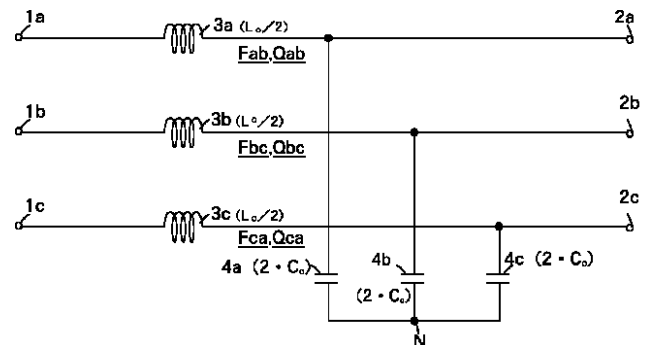 1a
3a (L₀/2)
2a
Fab,Qab
1b
3b (L₀/2)
2b
Fbc,Qbc
1c
3c (L₀/2)
2c
Fca,Qca
4a (2・C₀)
4b
(2・C₀)
4c (2・C₀)
N